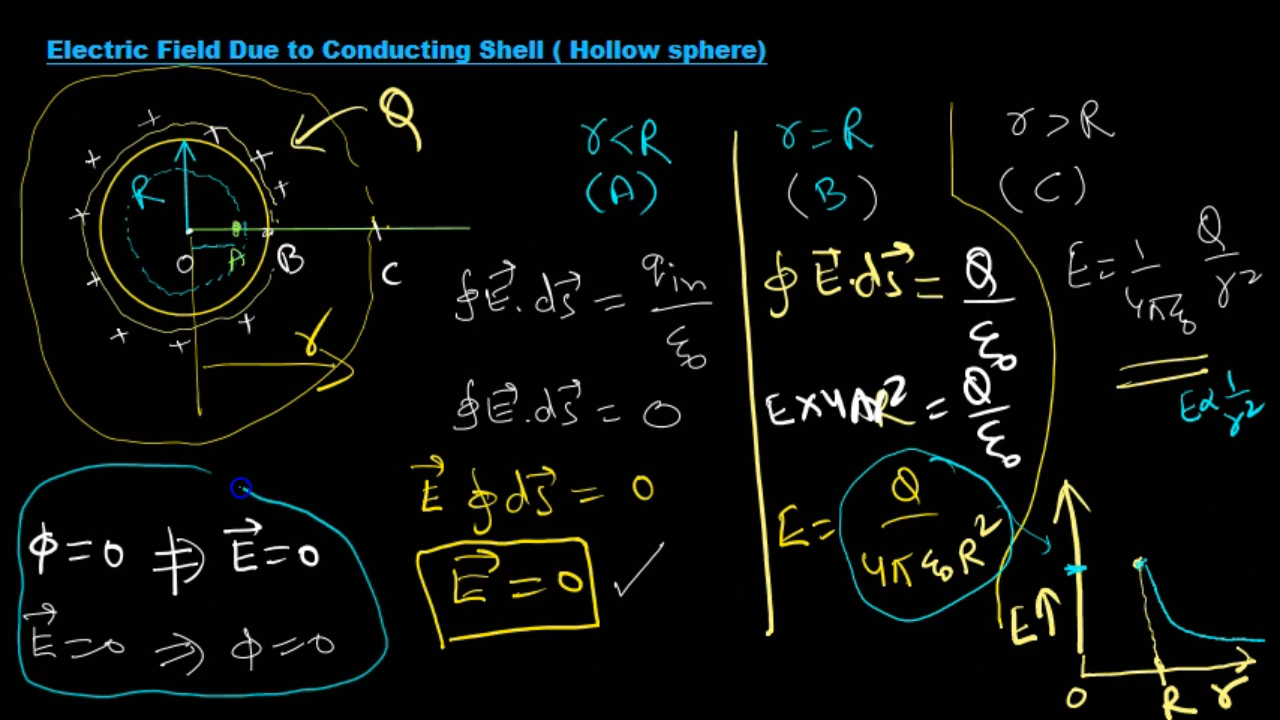 Electric Field Due to Conducting Shell ( Hollow sphere)
Q
R
O
A
B
C
r
+ + + + + + + + + + +
r < R
(A)
∮E⃗.ds⃗ = qin/ε0
∮E⃗.ds⃗ = 0
E⃗ ∮ds⃗ = 0
E⃗ = 0 ✓
r = R
(B)
∮ E⃗.ds⃗ = Q/ε0
E×4πR² = Q/ε0
E = Q/4πε0R²
r > R
(C)
E = 1/4πε0 Q/r²
E∝1/r²
ϕ=0 ⇏ E⃗=0
E⃗=0 ⇒ ϕ=0
E↑
O R r